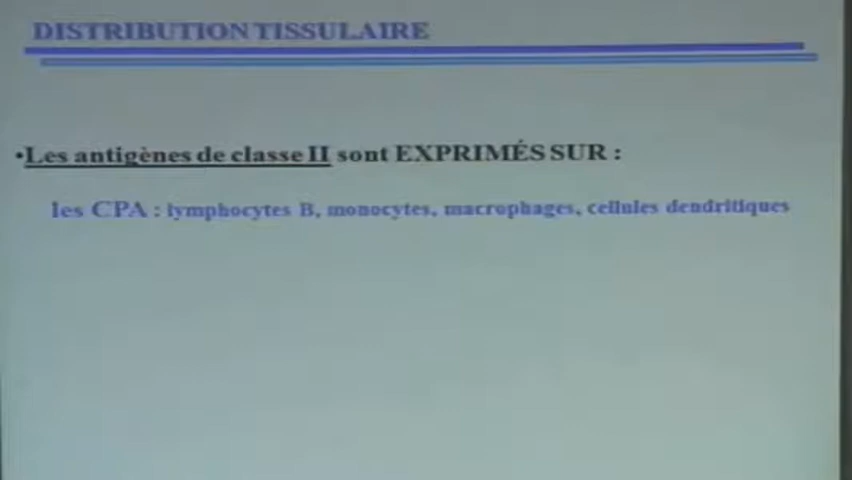 DISTRIBUTION TISSULAIRE
•Les antigènes de classe II sont EXPRIMÉS SUR :
les CPA : lymphocytes B, monocytes, macrophages, cellules dendritiques